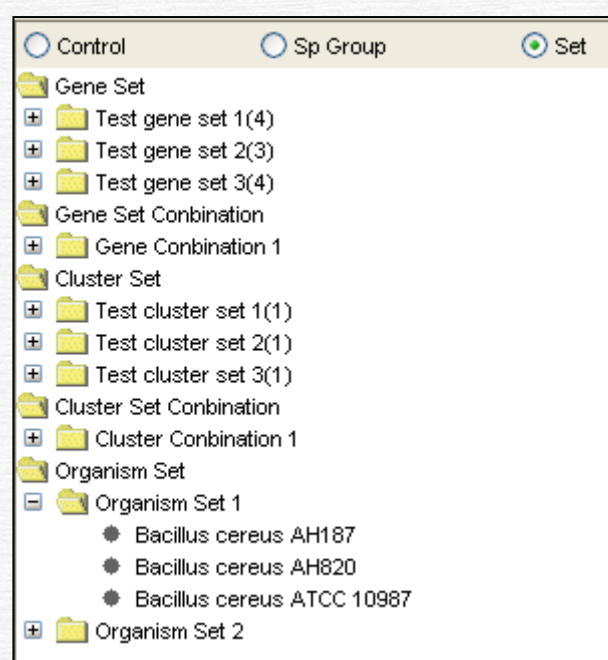 Control Sp Group Set
Gene Set
Test gene set 1(4)
Test gene set 2(3)
Test gene set 3(4)
Gene Set Conbination
Gene Conbination 1
Cluster Set
Test cluster set 1(1)
Test cluster set 2(1)
Test cluster set 3(1)
Cluster Set Conbination
Cluster Conbination 1
Organism Set
Organism Set 1
Bacillus cereus AH187
Bacillus cereus AH820
Bacillus cereus ATCC 10987
Organism Set 2